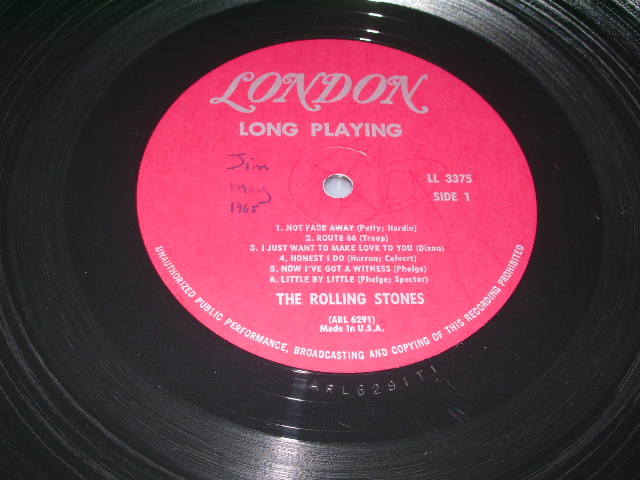 LONDON
LONG PLAYING
Jim
May
1965
LL 3375
SIDE 1
1. NOT FADE AWAY (Petty; Hardin)
2. ROUTE 66 (Troup)
3. I JUST WANT TO MAKE LOVE TO YOU (Dixon)
4. HONEST I DO (Hurron; Calvert)
5. NOW I'VE GOT A WITNESS (Phelge)
6. LITTLE BY LITTLE (Phelge; Spector)
THE ROLLING STONES
(ARL 6291)
Made In U.S.A.
UNAUTHORIZED PUBLIC PERFORMANCE, BROADCASTING AND COPYING OF THIS RECORDING PROHIBITED
ARL6291T1